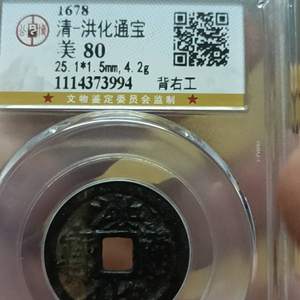 1678
清-洪化通宝
美 80
25.1*1.5mm,4.2g
1114373994 背右工
★ 文物鉴定委员会监制 ★